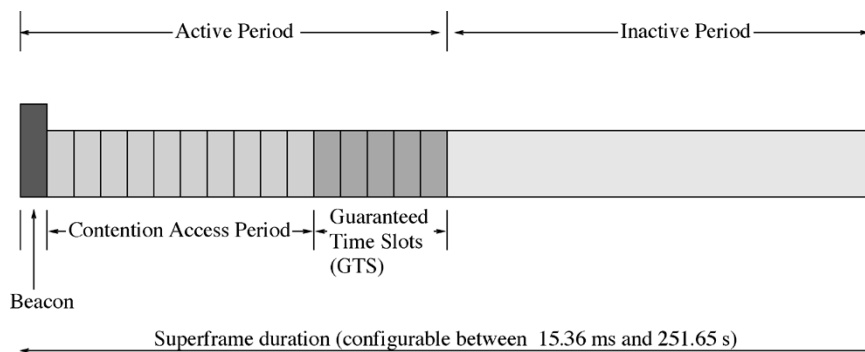 Active Period
Inactive Period
Contention Access Period
Guaranteed
Time Slots
(GTS)
Beacon
Superframe duration (configurable between 15.36 ms and 251.65 s)